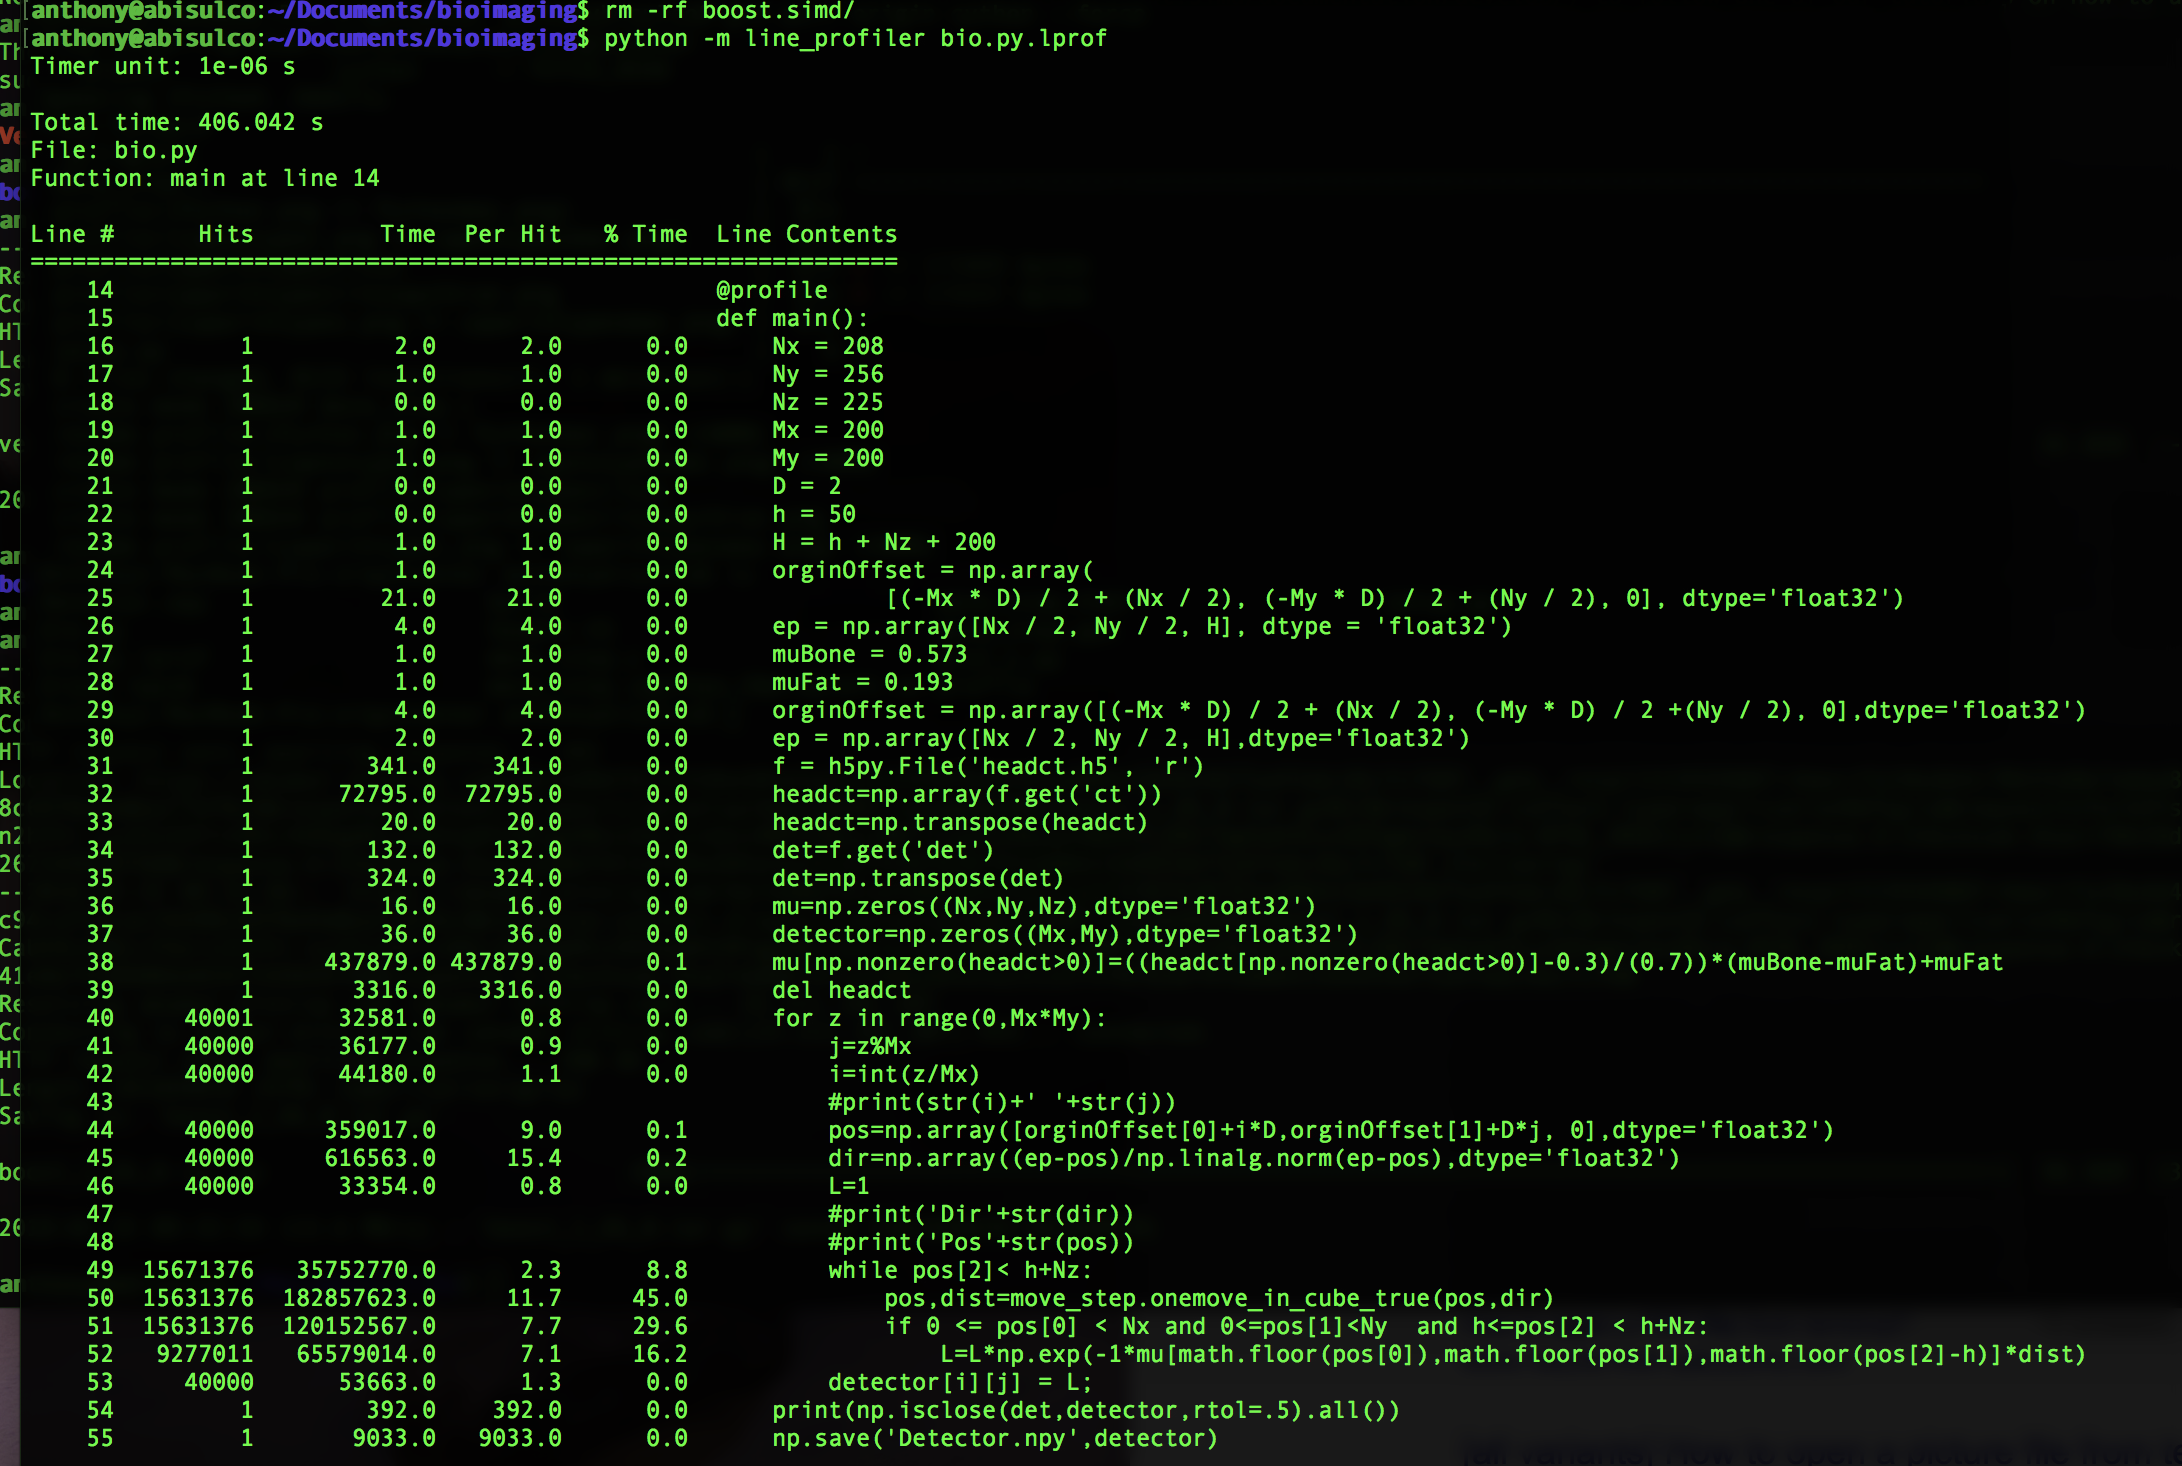 anthony@abisulco:~/Documents/bioimaging$ rm -rf boost.simd/
[anthony@abisulco:~/Documents/bioimaging$ python -m line_profiler bio.py.lprof
Timer unit: 1e-06 s
Total time: 406.042 s
File: bio.py
Function: main at line 14
Line #      Hits         Time  Per Hit   % Time  Line Contents
==============================================================
    14                                           @profile
    15                                           def main():
    16         1          2.0      2.0      0.0      Nx = 208
    17         1          1.0      1.0      0.0      Ny = 256
    18         1          0.0      0.0      0.0      Nz = 225
    19         1          1.0      1.0      0.0      Mx = 200
    20         1          1.0      1.0      0.0      My = 200
    21         1          0.0      0.0      0.0      D = 2
    22         1          0.0      0.0      0.0      h = 50
    23         1          1.0      1.0      0.0      H = h + Nz + 200
    24         1          1.0      1.0      0.0      orginOffset = np.array(
    25         1         21.0     21.0      0.0              [(-Mx * D) / 2 + (Nx / 2), (-My * D) / 2 + (Ny / 2), 0], dtype='float32')
    26         1          4.0      4.0      0.0      ep = np.array([Nx / 2, Ny / 2, H], dtype = 'float32')
    27         1          1.0      1.0      0.0      muBone = 0.573
    28         1          1.0      1.0      0.0      muFat = 0.193
    29         1          4.0      4.0      0.0      orginOffset = np.array([(-Mx * D) / 2 + (Nx / 2), (-My * D) / 2 +(Ny / 2), 0],dtype='float32')
    30         1          2.0      2.0      0.0      ep = np.array([Nx / 2, Ny / 2, H],dtype='float32')
    31         1        341.0    341.0      0.0      f = h5py.File('headct.h5', 'r')
    32         1      72795.0  72795.0      0.0      headct=np.array(f.get('ct'))
    33         1         20.0     20.0      0.0      headct=np.transpose(headct)
    34         1        132.0    132.0      0.0      det=f.get('det')
    35         1        324.0    324.0      0.0      det=np.transpose(det)
    36         1         16.0     16.0      0.0      mu=np.zeros((Nx,Ny,Nz),dtype='float32')
    37         1         36.0     36.0      0.0      detector=np.zeros((Mx,My),dtype='float32')
    38         1     437879.0 437879.0      0.1      mu[np.nonzero(headct>0)]=((headct[np.nonzero(headct>0)]-0.3)/(0.7))*(muBone-muFat)+muFat
    39         1       3316.0   3316.0      0.0      del headct
    40     40001      32581.0      0.8      0.0      for z in range(0,Mx*My):
    41     40000      36177.0      0.9      0.0          j=z%Mx
    42     40000      44180.0      1.1      0.0          i=int(z/Mx)
    43                                                   #print(str(i)+' '+str(j))
    44     40000     359017.0      9.0      0.1          pos=np.array([orginOffset[0]+i*D,orginOffset[1]+D*j, 0],dtype='float32')
    45     40000     616563.0     15.4      0.2          dir=np.array((ep-pos)/np.linalg.norm(ep-pos),dtype='float32')
    46     40000      33354.0      0.8      0.0          L=1
    47                                                   #print('Dir'+str(dir))
    48                                                   #print('Pos'+str(pos))
    49  15671376   35752770.0      2.3      8.8          while pos[2]< h+Nz:
    50  15631376  182857623.0     11.7     45.0              pos,dist=move_step.onemove_in_cube_true(pos,dir)
    51  15631376  120152567.0      7.7     29.6              if 0 <= pos[0] < Nx and 0<=pos[1]<Ny  and h<=pos[2] < h+Nz:
    52   9277011   65579014.0      7.1     16.2                  L=L*np.exp(-1*mu[math.floor(pos[0]),math.floor(pos[1]),math.floor(pos[2]-h)]*dist)
    53     40000      53663.0      1.3      0.0          detector[i][j] = L;
    54         1        392.0    392.0      0.0      print(np.isclose(det,detector,rtol=.5).all())
    55         1       9033.0   9033.0      0.0      np.save('Detector.npy',detector)